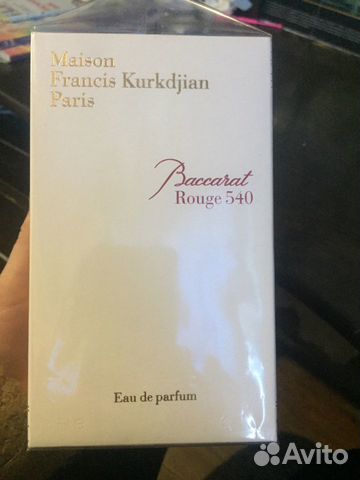 Maison
Francis Kurkdjian
Paris
Baccarat
Rouge 540
Eau de parfum
Avito